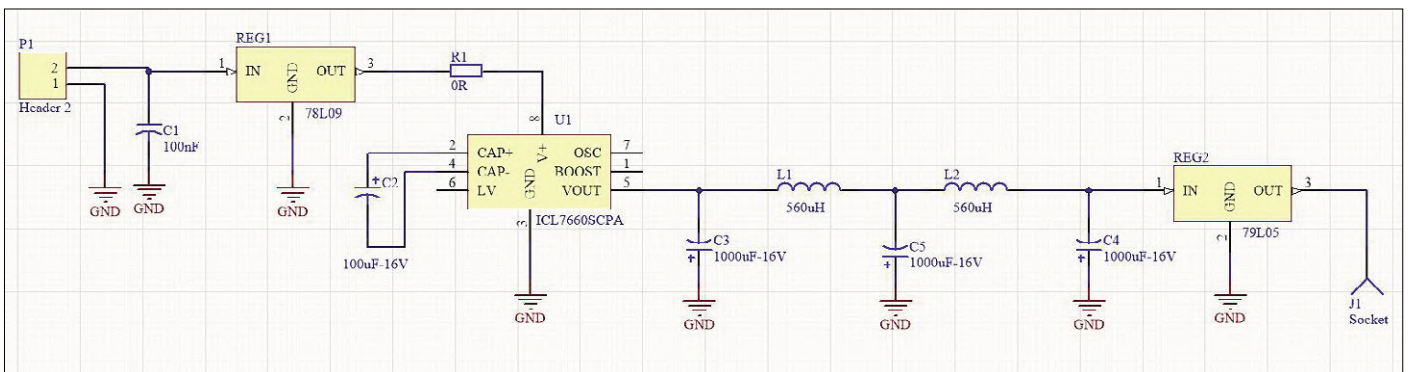 P1
2
1
Header 2
GND
C1
100nF
GND
REG1
1
IN
GND
OUT
3
2
78L09
GND
R1
0R
8
U1
2
CAP+
4
CAP-
6
LV
V+
GND
OSC
7
BOOST
1
VOUT
5
3
ICL7660SCPA
C2
100uF-16V
GND
L1
560uH
C3
1000uF-16V
GND
L2
560uH
C5
1000uF-16V
GND
C4
1000uF-16V
GND
REG2
1
IN
GND
OUT
3
2
79L05
GND
J1
Socket